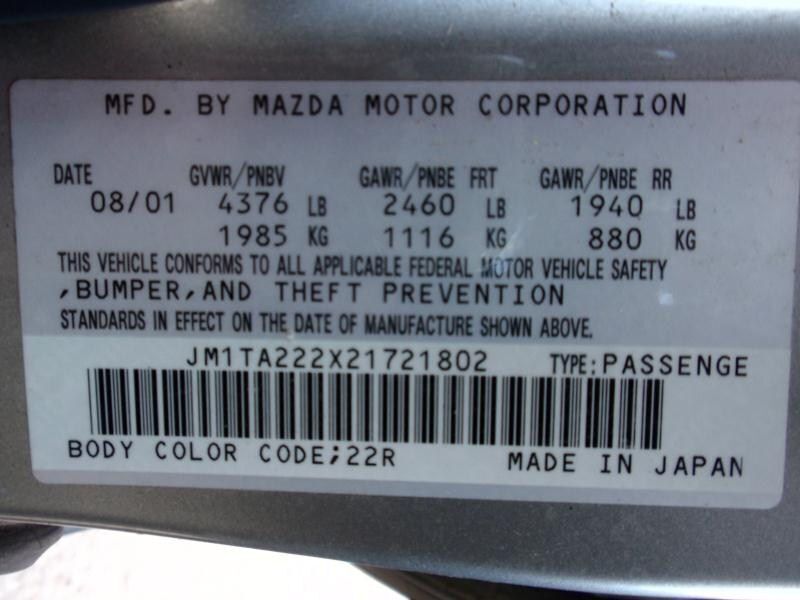 MFD. BY MAZDA MOTOR CORPORATION
DATE GVWR/PNBV GAWR/PNBE FRT GAWR/PNBE RR
08/01 4376 LB 2460 LB 1940 LB
1985 KG 1116 KG 880 KG
THIS VEHICLE CONFORMS TO ALL APPLICABLE FEDERAL MOTOR VEHICLE SAFETY
,BUMPER,AND THEFT PREVENTION
STANDARDS IN EFFECT ON THE DATE OF MANUFACTURE SHOWN ABOVE.
JM1TA222X21721802 TYPE:PASSENGE
BODY COLOR CODE;22R MADE IN JAPAN